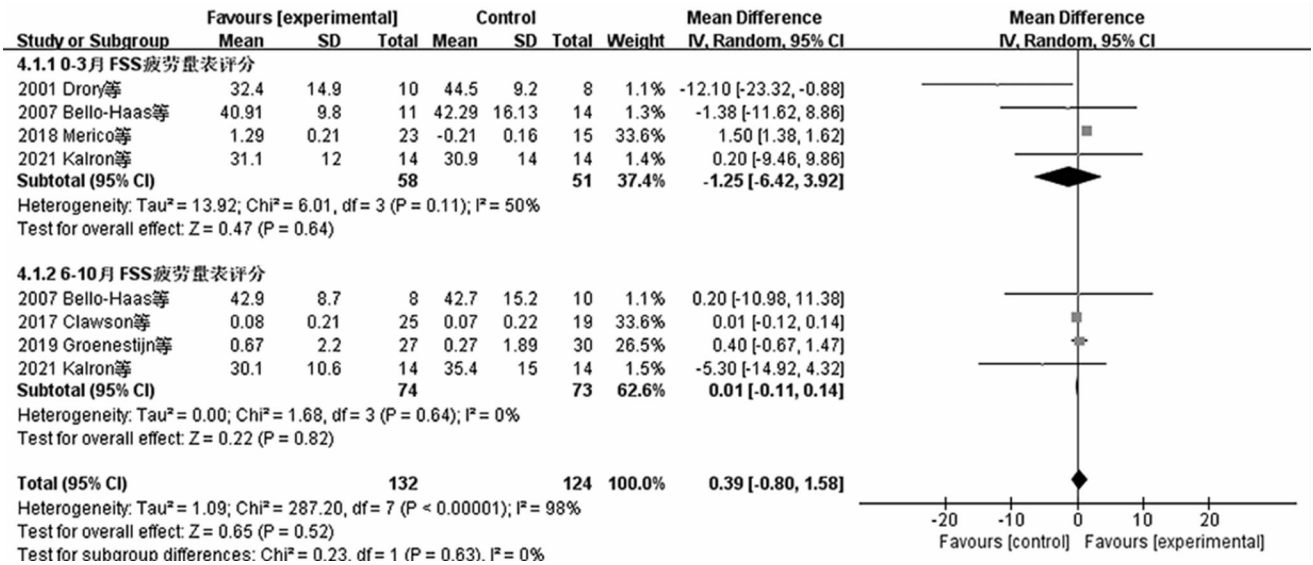 Favours [experimental] Control Mean Difference Mean Difference
Study or Subgroup Mean SD Total Mean SD Total Weight IV, Random, 95% CI IV, Random, 95% CI
4.1.1 0-3月 FSS疲劳量表评分
2001 Drory等 32.4 14.9 10 44.5 9.2 8 1.1% -12.10 [-23.32, -0.88]
2007 Bello-Haas等 40.91 9.8 11 42.29 16.13 14 1.3% -1.38 [-11.62, 8.86]
2018 Merico等 1.29 0.21 23 -0.21 0.16 15 33.6% 1.50 [1.38, 1.62]
2021 Kalron等 31.1 12 14 30.9 14 14 1.4% 0.20 [-9.46, 9.86]
Subtotal (95% CI) 58 51 37.4% -1.25 [-6.42, 3.92]
Heterogeneity: Tau² = 13.92; Chi² = 6.01, df = 3 (P = 0.11); I² = 50%
Test for overall effect: Z = 0.47 (P = 0.64)
4.1.2 6-10月 FSS疲劳量表评分
2007 Bello-Haas等 42.9 8.7 8 42.7 15.2 10 1.1% 0.20 [-10.98, 11.38]
2017 Clawson等 0.08 0.21 25 0.07 0.22 19 33.6% 0.01 [-0.12, 0.14]
2019 Groenestijn等 0.67 2.2 27 0.27 1.89 30 26.5% 0.40 [-0.67, 1.47]
2021 Kalron等 30.1 10.6 14 35.4 15 14 1.5% -5.30 [-14.92, 4.32]
Subtotal (95% CI) 74 73 62.6% 0.01 [-0.11, 0.14]
Heterogeneity: Tau² = 0.00; Chi² = 1.68, df = 3 (P = 0.64); I² = 0%
Test for overall effect: Z = 0.22 (P = 0.82)
Total (95% CI) 132 124 100.0% 0.39 [-0.80, 1.58]
Heterogeneity: Tau² = 1.09; Chi² = 287.20, df = 7 (P < 0.00001); I² = 98%
Test for overall effect: Z = 0.65 (P = 0.52)
Test for subgroup differences: Chi² = 0.23, df = 1 (P = 0.63), I² = 0%
-20 -10 0 10 20
Favours [control] Favours [experimental]